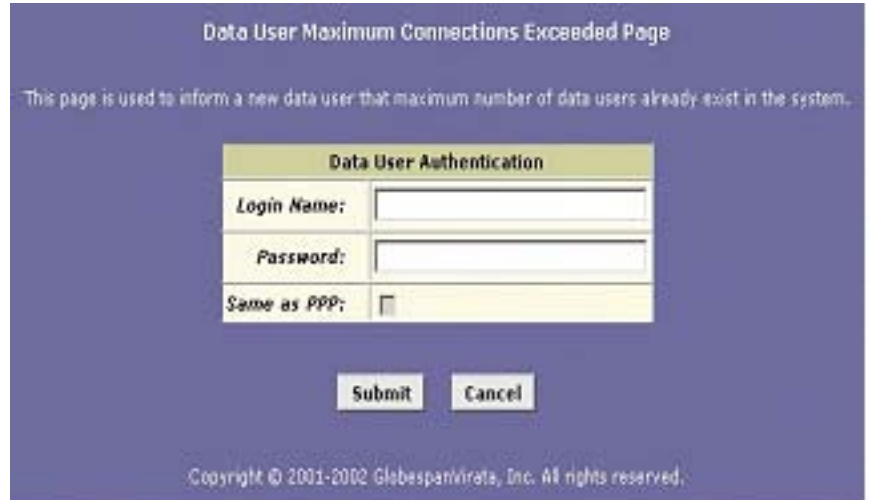 Data User Maximum Connections Exceeded Page
This page is used to inform a new data user that maximum number of data users already exist in the system.
Data User Authentication
Login Name:
Password:
Same as PPP:
Submit Cancel
Copyright © 2001-2002 GlobespanVirata, Inc. All rights reserved.